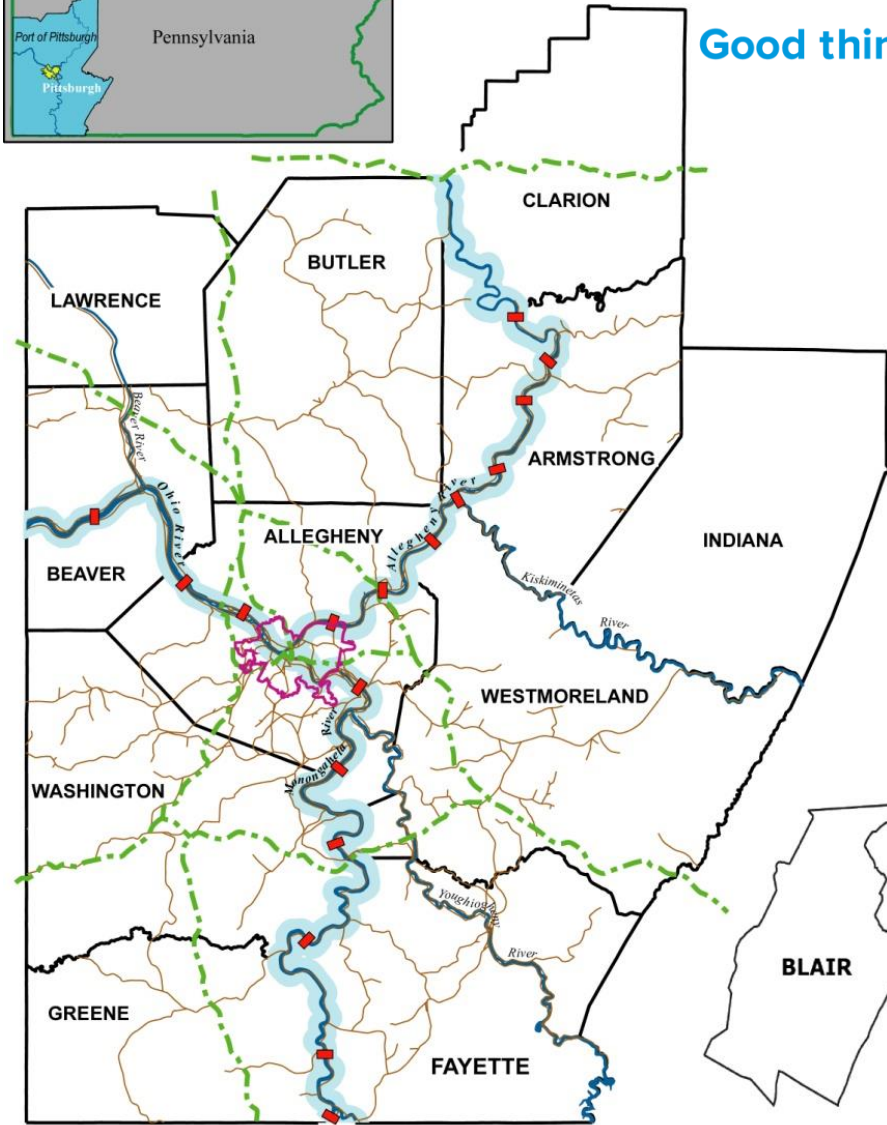 Port of Pittsburgh
Pennsylvania
Pittsburgh
Good thin
CLARION
BUTLER
LAWRENCE
Beaver River
ARMSTRONG
Ohio River
Allegheny River
ALLEGHENY
INDIANA
BEAVER
Kiskiminetas
River
WESTMORELAND
Monongahela River
WASHINGTON
Youghiogheny
River
BLAIR
GREENE
FAYETTE